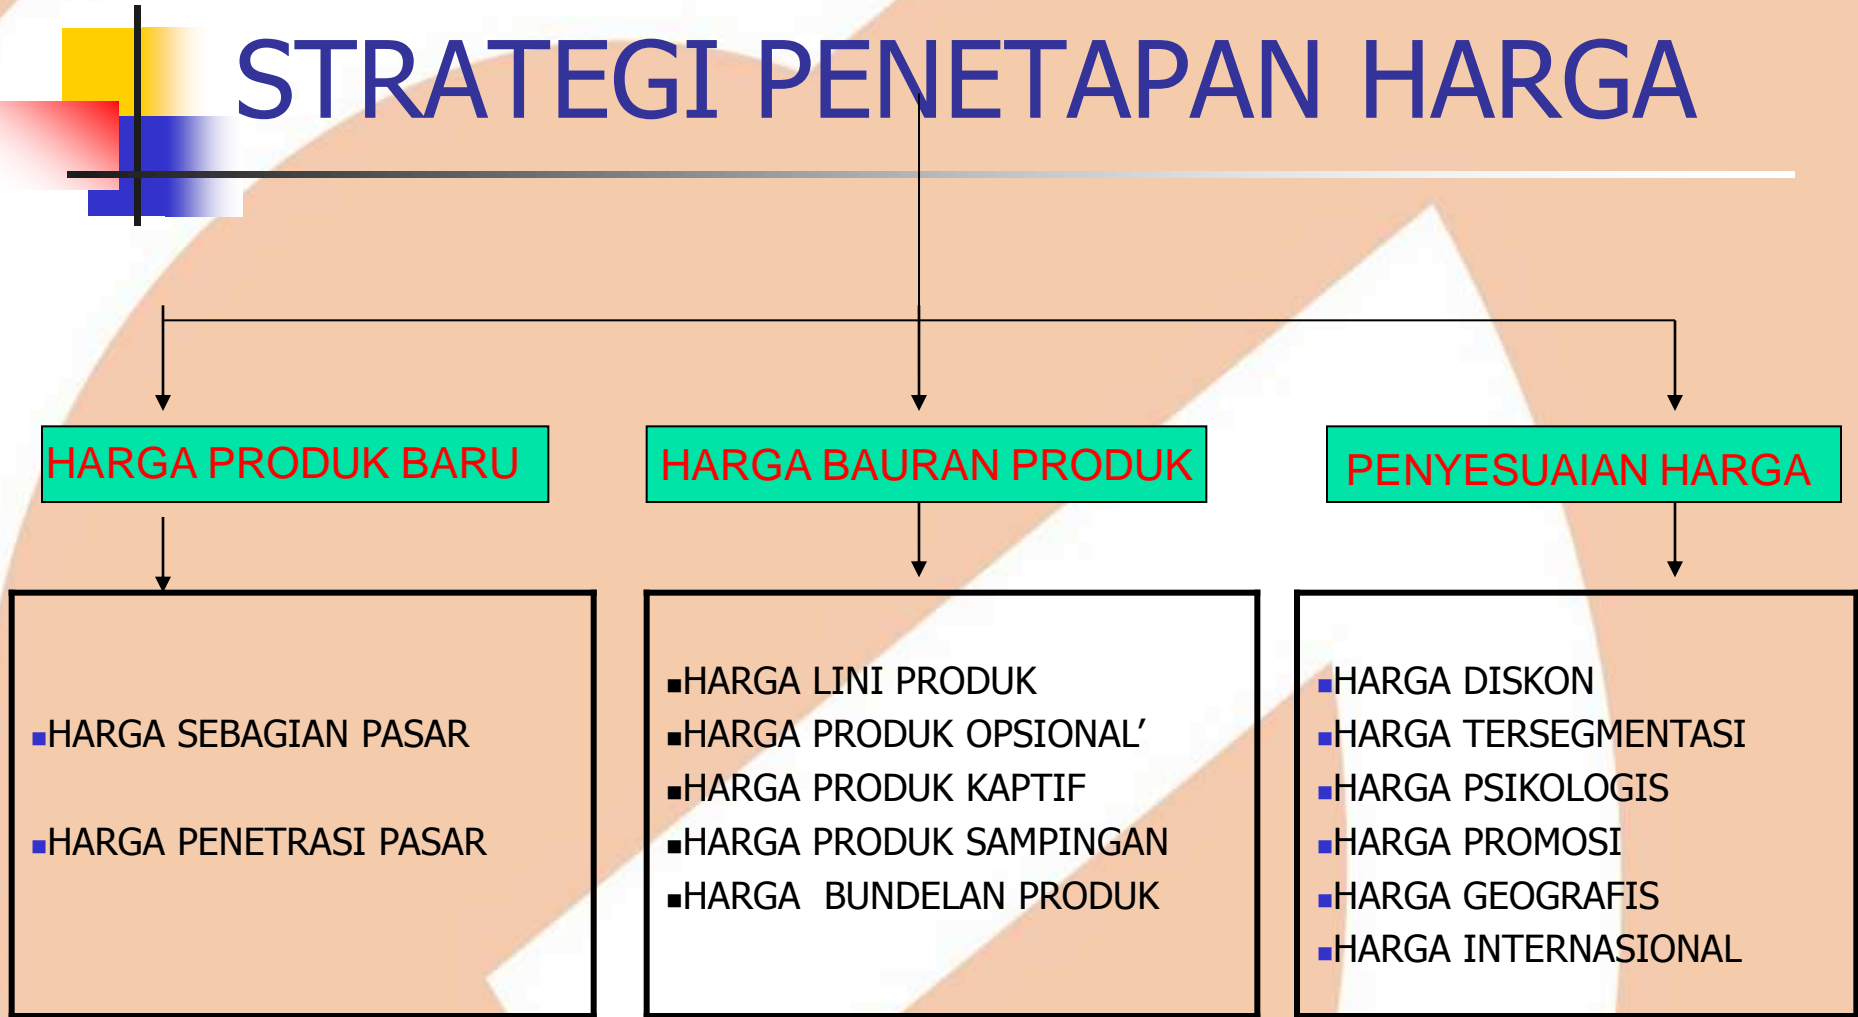 STRATEGI PENETAPAN HARGA
HARGA PRODUK BARU
HARGA SEBAGIAN PASAR
HARGA PENETRASI PASAR
HARGA BAURAN PRODUK
HARGA LINI PRODUK
HARGA PRODUK OPSIONAL’
HARGA PRODUK KAPTIF
HARGA PRODUK SAMPINGAN
HARGA BUNDELAN PRODUK
PENYESUAIAN HARGA
HARGA DISKON
HARGA TERSEGMENTASI
HARGA PSIKOLOGIS
HARGA PROMOSI
HARGA GEOGRAFIS
HARGA INTERNASIONAL